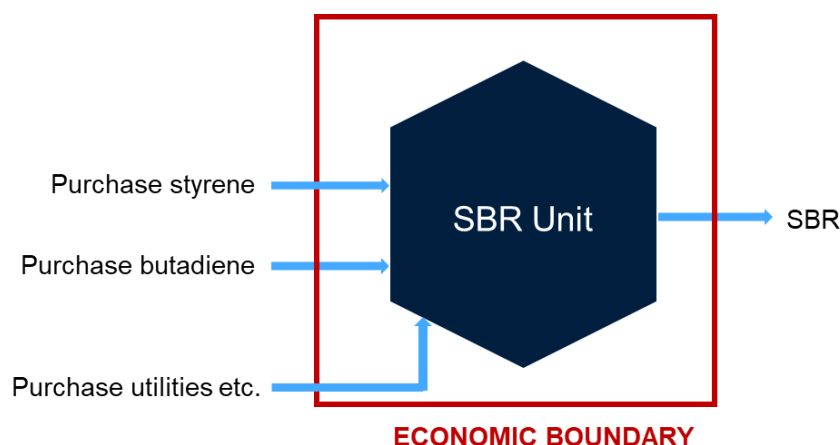 Purchase styrene
SBR Unit
SBR
Purchase butadiene
Purchase utilities etc.
ECONOMIC BOUNDARY